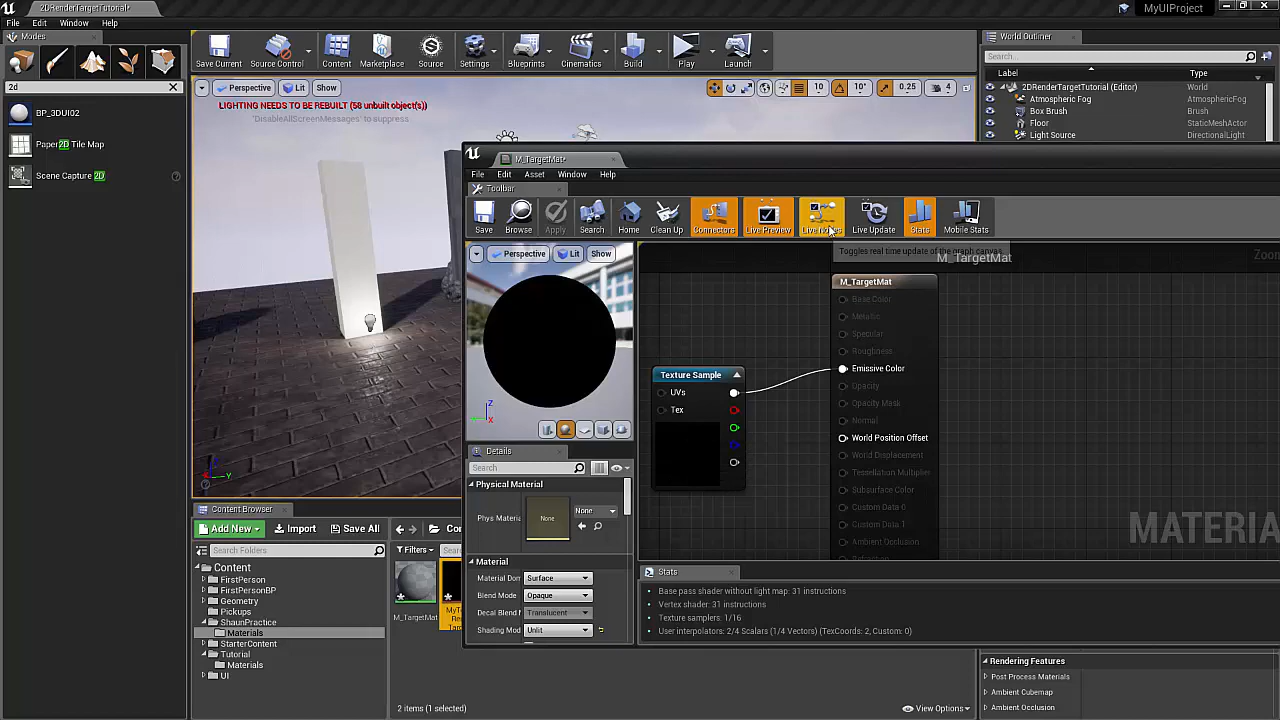 2DRenderTargetTutorial*
MyUIProject
File Edit Window Help
Modes
2d
BP_3DUI02
Paper2D Tile Map
Scene Capture 2D
Save Current
Source Control
Content
Marketplace
Source
Settings
Blueprints
Cinematics
Build
Play
Launch
Perspective Lit Show
10 10° 0.25 4
LIGHTING NEEDS TO BE REBUILT (58 unbuilt object(s))
'DisableAllScreenMessages' to suppress
World Outliner
Search...
Label Type
2DRenderTargetTutorial (Editor) World
Atmospheric Fog AtmosphericFog
Box Brush Brush
Floor StaticMeshActor
Light Source DirectionalLight
M_TargetMat*
File Edit Asset Window Help
Toolbar
Save
Browse
Apply
Search
Home
Clean Up
Connectors
Live Preview
Live Nodes
Live Update
Stats
Mobile Stats
Toggles real time update of the graph canvas.
M_TargetMat
Zoom
Perspective Lit Show
Z
X
Y
Texture Sample
UVs
Tex
M_TargetMat
Base Color
Metallic
Specular
Roughness
Emissive Color
Opacity
Opacity Mask
Normal
World Position Offset
World Displacement
Tessellation Multiplier
Subsurface Color
Custom Data 0
Custom Data 1
Ambient Occlusion
Refraction
MATERIA
Details
Search
Physical Material
Phys Materia
None
None
Material
Material Don Surface
Blend Mode Opaque
Decal Blend M Translucent
Shading Mod Unlit
Stats
Base pass shader without light map: 31 instructions
Vertex shader: 31 instructions
Texture samplers: 1/16
User interpolators: 2/4 Scalars (1/4 Vectors) (TexCoords: 2, Custom: 0)
Content Browser
Add New Import Save All
Search Folders
Filters
Content
FirstPerson
FirstPersonBP
Geometry
Pickups
ShaunPractice
Materials
StarterContent
Tutorial
Materials
UI
M_TargetMat
2 items (1 selected)
View Options
Rendering Features
Post Process Materials
Ambient Cubemap
Ambient Occlusion